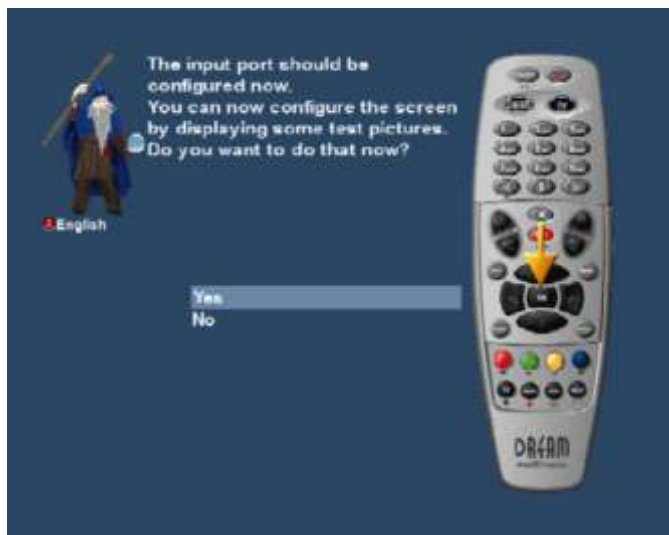 The input port should be
configured now.
You can now configure the screen
by displaying some test pictures.
Do you want to do that now?
English
Yes
No
OK
DREAM